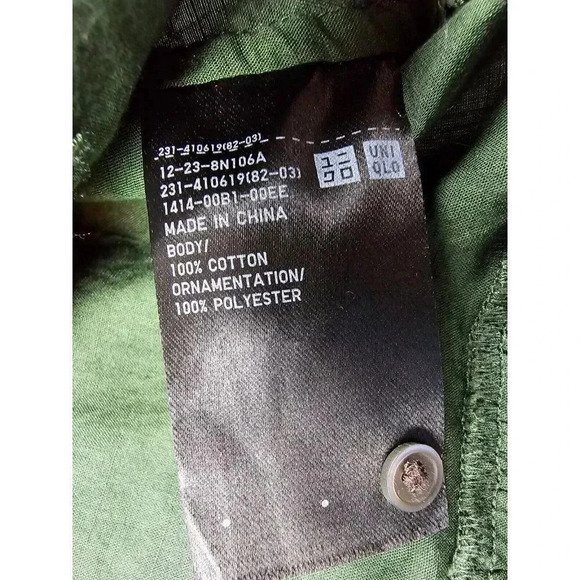 231-410619(82-03)
12-23-8N106A
231-410619(82-03)
1414-00B1-00EE
MADE IN CHINA
BODY/
100% COTTON
ORNAMENTATION/
100% POLYESTER
ユニ
クロ
UNI
QLO